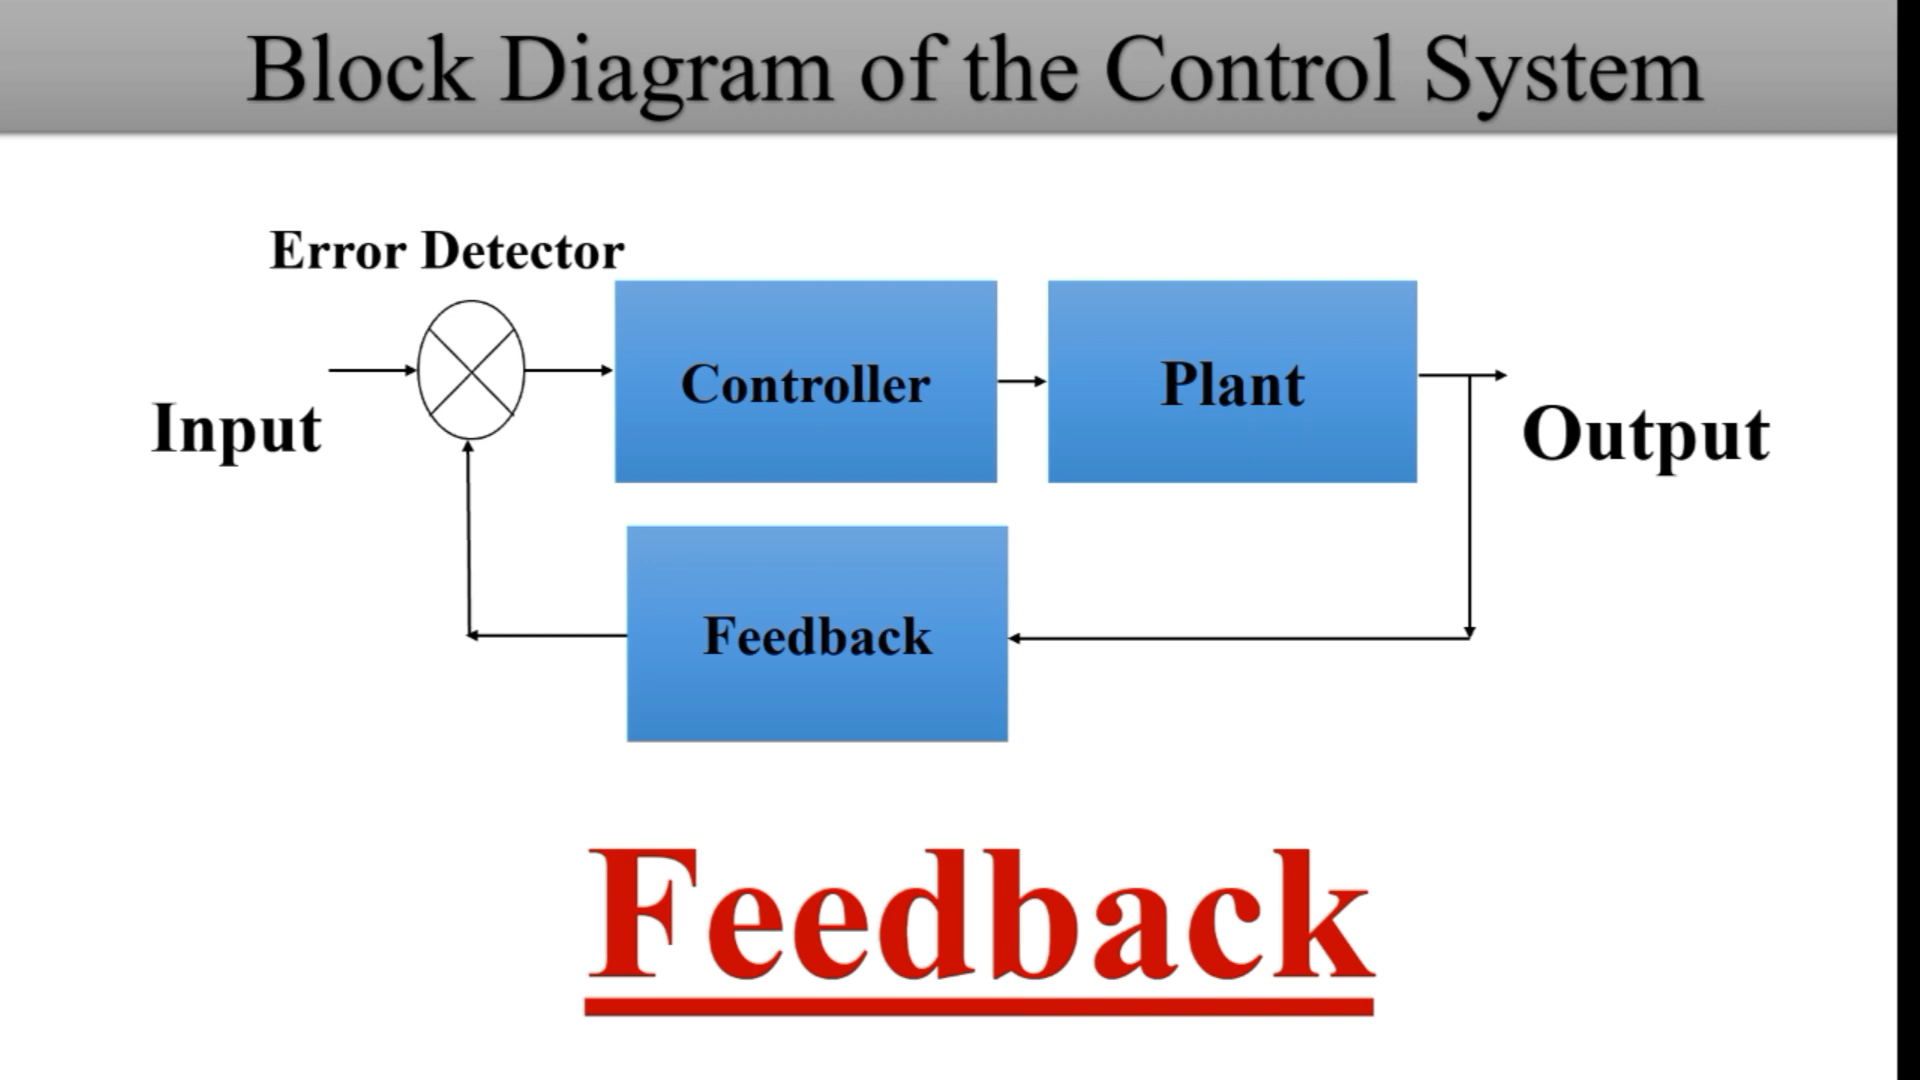 Block Diagram of the Control System
Error Detector
Controller
Plant
Input
Output
Feedback
Feedback